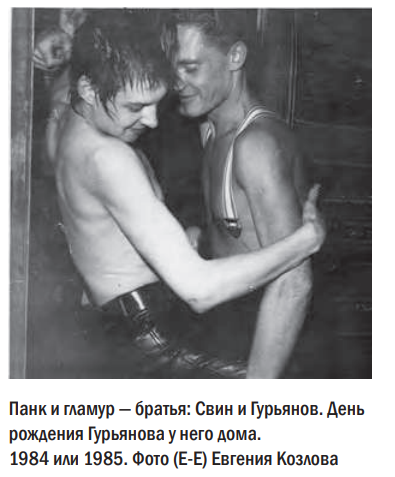 Панк и гламур — братья: Свин и Гурьянов. День
рождения Гурьянова у него дома.
1984 или 1985. Фото (Е-Е) Евгения Козлова